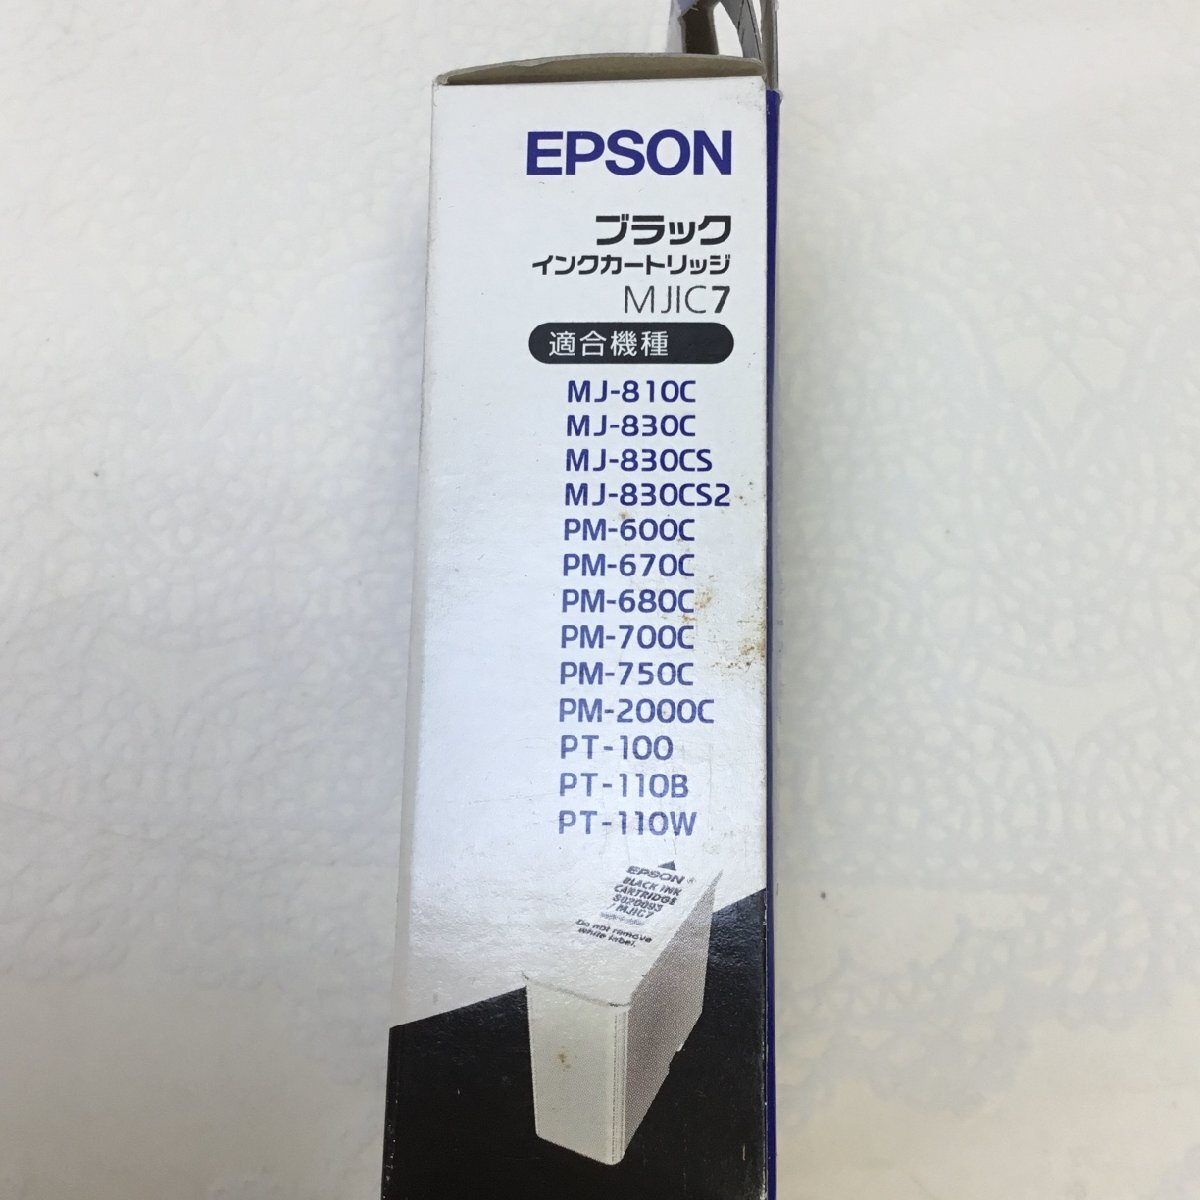 EPSON
ブラック
インクカートリッジ
MJIC7
適合機種
MJ-810C
MJ-830C
MJ-830CS
MJ-830CS2
PM-600C
PM-670C
PM-680C
PM-700C
PM-750C
PM-2000C
PT-100
PT-110B
PT-110W
EPSON
BLACK INK
CARTRIDGE
S020093
/ MJIC7
Do not remove
white label.